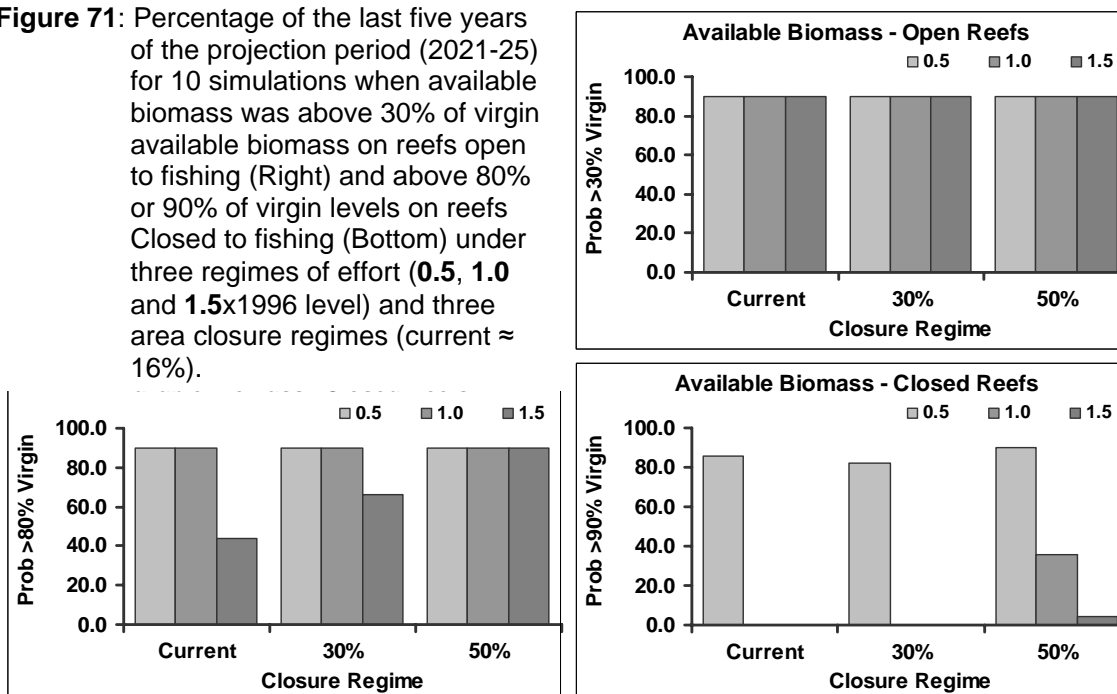 Figure 71: Percentage of the last five years
of the projection period (2021-25)
for 10 simulations when available
biomass was above 30% of virgin
available biomass on reefs open
to fishing (Right) and above 80%
or 90% of virgin levels on reefs
Closed to fishing (Bottom) under
three regimes of effort (0.5, 1.0
and 1.5x1996 level) and three
area closure regimes (current ≈
16%).
Available Biomass - Open Reefs
0.5 1.0 1.5
Prob >30% Virgin
100.0
80.0
60.0
40.0
20.0
0.0
Current 30% 50%
Closure Regime
0.5 1.0 1.5
Prob >80% Virgin
100.0
80.0
60.0
40.0
20.0
0.0
Current 30% 50%
Closure Regime
Available Biomass - Closed Reefs
0.5 1.0 1.5
Prob >90% Virgin
100.0
80.0
60.0
40.0
20.0
0.0
Current 30% 50%
Closure Regime